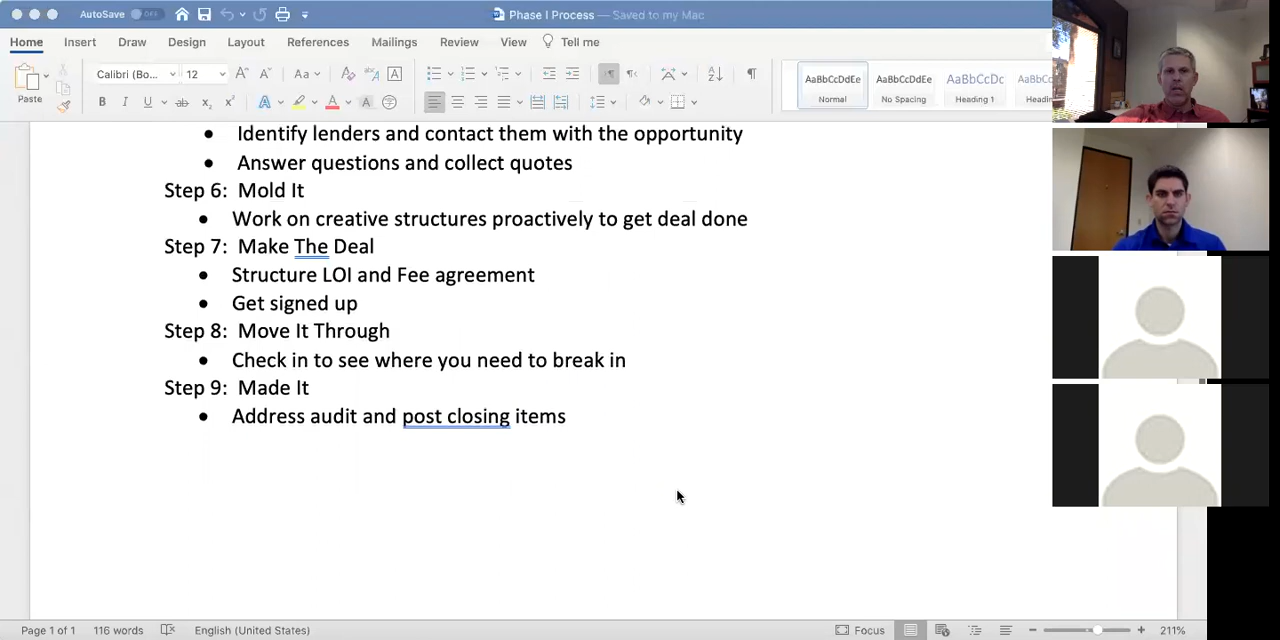 AutoSave OFF
Phase I Process — Saved to my Mac
Home Insert Draw Design Layout References Mailings Review View Tell me
Paste
Calibri (Bo... 12
AaBbCcDdEe AaBbCcDdEe AaBbCcDc AaBbCc
Normal No Spacing Heading 1
Identify lenders and contact them with the opportunity
Answer questions and collect quotes
Step 6: Mold It
Work on creative structures proactively to get deal done
Step 7: Make The Deal
Structure LOI and Fee agreement
Get signed up
Step 8: Move It Through
Check in to see where you need to break in
Step 9: Made It
Address audit and post closing items
Page 1 of 1 116 words English (United States) Focus 211%